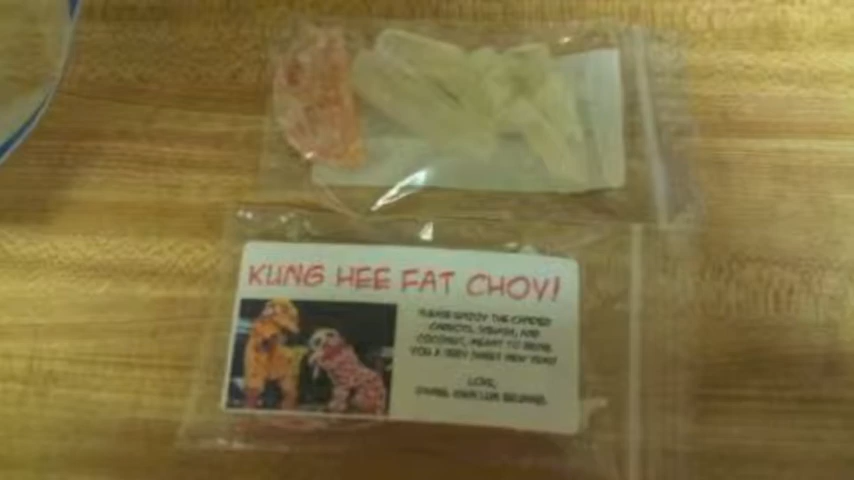 KUNG HEE FAT CHOY!
PLEASE ENJOY THE CANDIED
CARROTS, SQUASH, AND
COCONUT, MEANT TO BRING
YOU A VERY SWEET NEW YEAR!
LOVE,